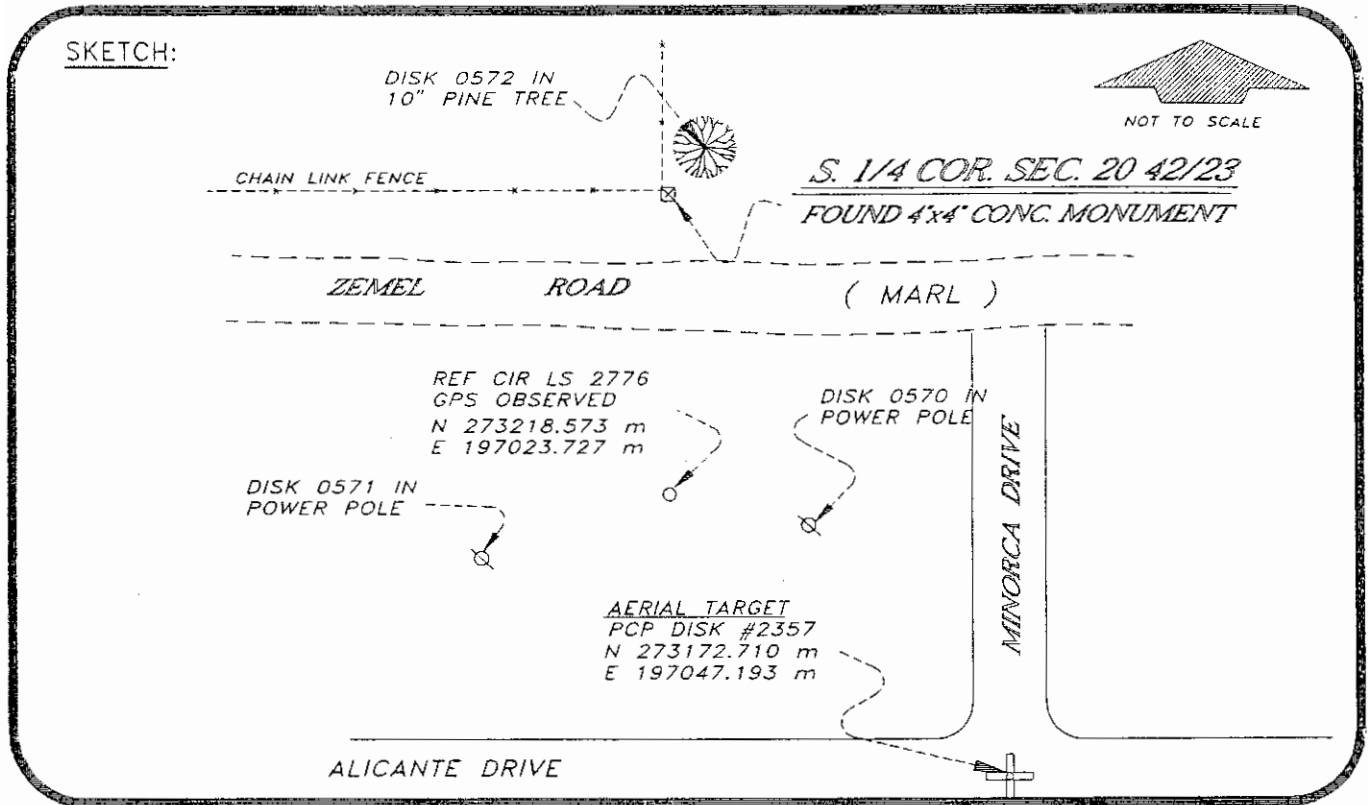 SKETCH:
DISK 0572 IN
10" PINE TREE
NOT TO SCALE
CHAIN LINK FENCE
S. 1/4 COR. SEC. 20 42/23
FOUND 4"x4" CONC. MONUMENT
ZEMEL ROAD ( MARL )
REF CIR LS 2776
GPS OBSERVED
N 273218.573 m
E 197023.727 m
DISK 0570 IN
POWER POLE
DISK 0571 IN
POWER POLE
MINORCA DRIVE
AERIAL TARGET
PCP DISK #2357
N 273172.710 m
E 197047.193 m
ALICANTE DRIVE